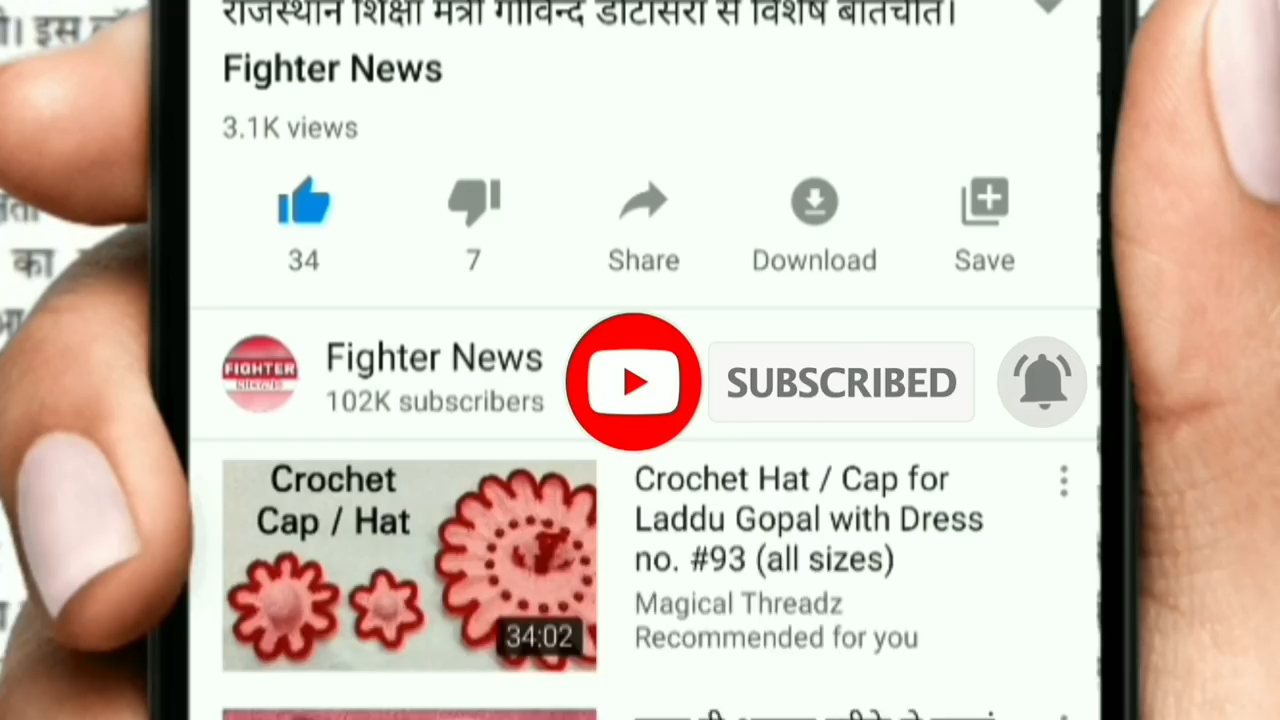 राजस्थान शिक्षा मंत्री गोविन्द डोटासरा से विशेष बातचीत।
Fighter News
3.1K views
34
7
Share
Download
Save
Fighter News
102K subscribers
SUBSCRIBED
FIGHTER
Crochet
Cap / Hat
34:02
Crochet Hat / Cap for
Laddu Gopal with Dress
no. #93 (all sizes)
Magical Threadz
Recommended for you
इस
का